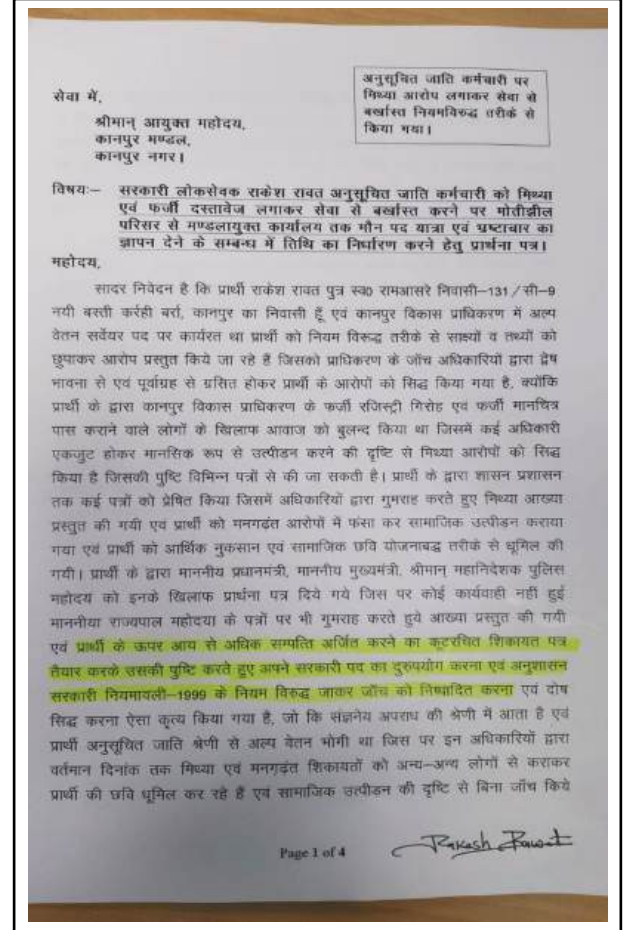 अनुसूचित जाति कर्मचारी पर
मिथ्या आरोप लगाकर सेवा से
बर्खास्त नियमविरुद्ध तरीके से
किया गया।
सेवा में,
श्रीमान् आयुक्त महोदय,
कानपुर मण्डल,
कानपुर नगर।
विषयः– सरकारी लोकसेवक राकेश रावत अनुसूचित जाति कर्मचारी को मिथ्या
एवं फर्जी दस्तावेज लगाकर सेवा से बर्खास्त करने पर मोतीझील
परिसर से मण्डलायुक्त कार्यालय तक मौन पद यात्रा एवं भ्रष्टाचार का
ज्ञापन देने के सम्बन्ध में तिथि का निर्धारण करने हेतु प्रार्थना पत्र।
महोदय,
सादर निवेदन है कि प्रार्थी राकेश रावत पुत्र स्व0 रामआसरे निवासी–131/सी–9
नयी बस्ती कर्रही बर्रा, कानपुर का निवासी हूँ एवं कानपुर विकास प्राधिकरण में अल्प
वेतन सर्वेयर पद पर कार्यरत था प्रार्थी को नियम विरूद्ध तरीके से साक्ष्यों व तथ्यों को
छुपाकर आरोप प्रस्तुत किये जा रहे हैं जिसको प्राधिकरण के जाँच अधिकारियों द्वारा द्वेष
भावना से एवं पूर्वाग्रह से ग्रसित होकर प्रार्थी के आरोपों को सिद्ध किया गया है, क्योंकि
प्रार्थी के द्वारा कानपुर विकास प्राधिकरण के फर्जी रजिस्ट्री गिरोह एवं फर्जी मानचित्र
पास कराने वाले लोगों के खिलाफ आवाज को बुलन्द किया था जिसमें कई अधिकारी
एकजुट होकर मानसिक रूप से उत्पीडन करने की दृष्टि से मिथ्या आरोपों को सिद्ध
किया है जिसकी पुष्टि विभिन्न पत्रों से की जा सकती है। प्रार्थी के द्वारा शासन प्रशासन
तक कई पत्रों को प्रेषित किया जिसमें अधिकारियों द्वारा गुमराह करते हुए मिथ्या आख्या
प्रस्तुत की गयी एवं प्रार्थी को मनगढंत आरोपों में फंसा कर सामाजिक उत्पीडन कराया
गया एवं प्रार्थी को आर्थिक नुकसान एवं सामाजिक छवि योजनाबद्ध तरीके से धूमिल की
गयी। प्रार्थी के द्वारा माननीय प्रधानमंत्री, माननीय मुख्यमंत्री, श्रीमान् महानिदेशक पुलिस
महोदय को इनके खिलाफ प्रार्थना पत्र दिये गये जिस पर कोई कार्यवाही नहीं हुई
माननीया राज्यपाल महोदया के पत्रों पर भी गुमराह करते हुये आख्या प्रस्तुत की गयी
एवं प्रार्थी के ऊपर आय से अधिक सम्पत्ति अर्जित करने का कूटरचित शिकायत पत्र
तैयार करके उसकी पुष्टि करते हुए अपने सरकारी पद का दुरुपयोग करना एवं अनुशासन
सरकारी नियमावली–1999 के नियम विरुद्ध जाकर जाँच को निष्पादित करना एवं दोष
सिद्ध करना ऐसा कृत्य किया गया है, जो कि संज्ञनेय अपराध की श्रेणी में आता है एवं
प्रार्थी अनुसूचित जाति श्रेणी से अल्प वेतन भोगी था जिस पर इन अधिकारियों द्वारा
वर्तमान दिनांक तक मिथ्या एवं मनगढ़ंत शिकायतों को अन्य–अन्य लोगों से कराकर
प्रार्थी की छवि धूमिल कर रहे हैं एवं सामाजिक उत्पीडन की दृष्टि से बिना जाँच किये
Page 1 of 4
Rakesh Rawat